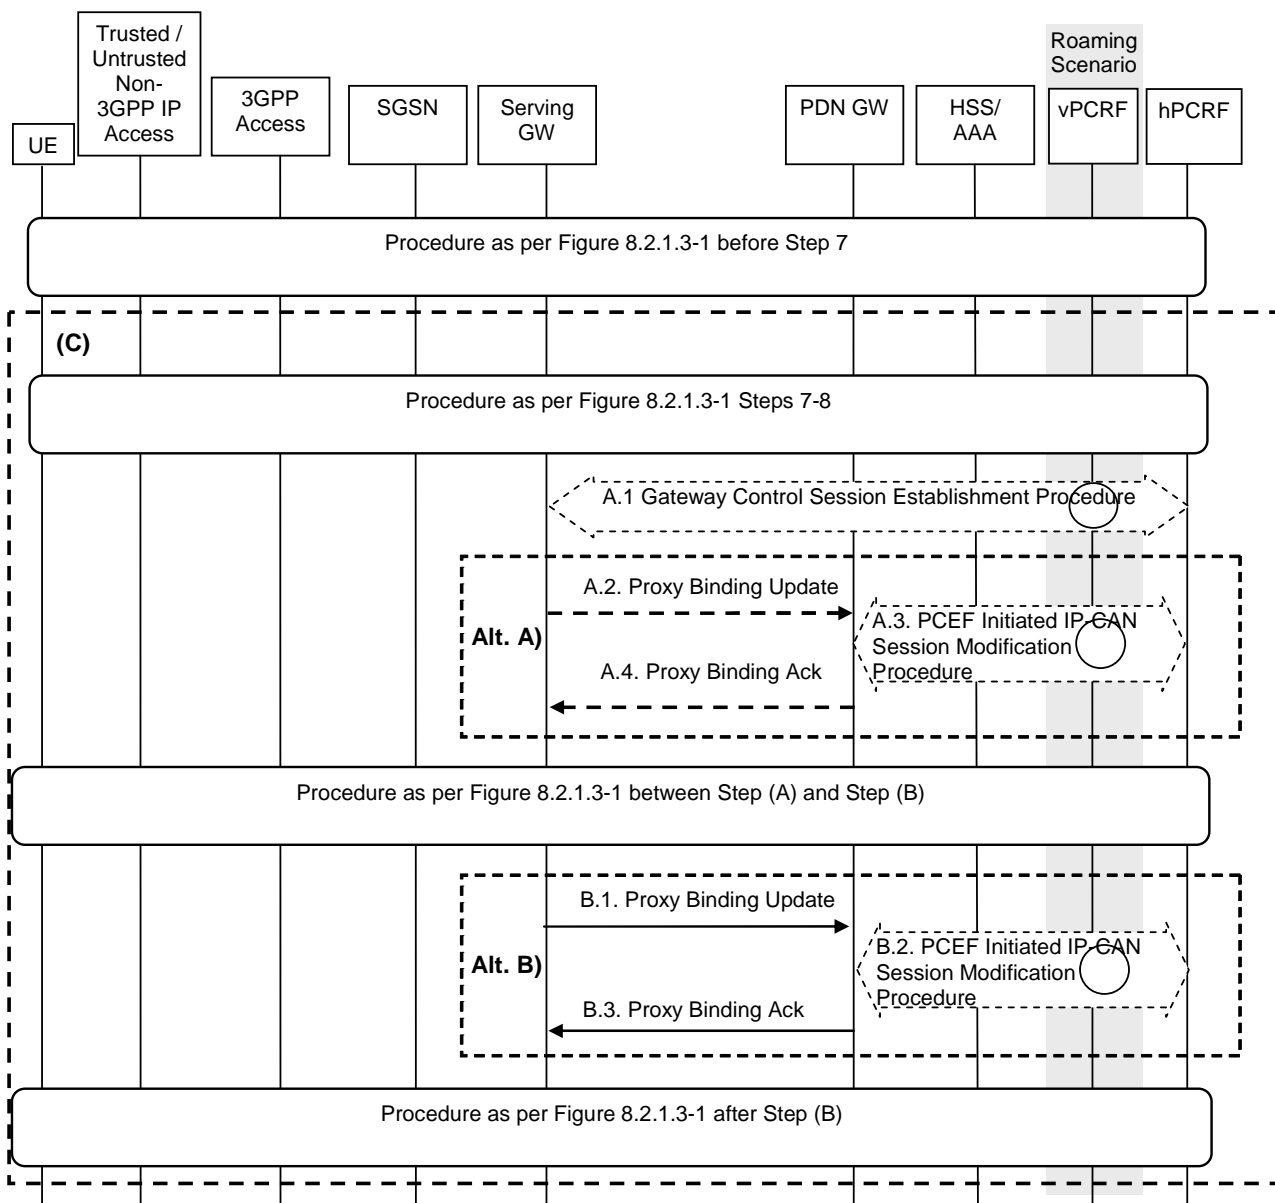 Trusted /
Untrusted
Non-
3GPP IP
Access
Roaming
Scenario
UE
3GPP
Access
SGSN
Serving
GW
PDN GW
HSS/
AAA
vPCRF
hPCRF
Procedure as per Figure 8.2.1.3-1 before Step 7
(C)
Procedure as per Figure 8.2.1.3-1 Steps 7-8
A.1 Gateway Control Session Establishment Procedure
Alt. A)
A.2. Proxy Binding Update
A.3. PCEF Initiated IP-CAN
Session Modification
Procedure
A.4. Proxy Binding Ack
Procedure as per Figure 8.2.1.3-1 between Step (A) and Step (B)
Alt. B)
B.1. Proxy Binding Update
B.2. PCEF Initiated IP-CAN
Session Modification
Procedure
B.3. Proxy Binding Ack
Procedure as per Figure 8.2.1.3-1 after Step (B)